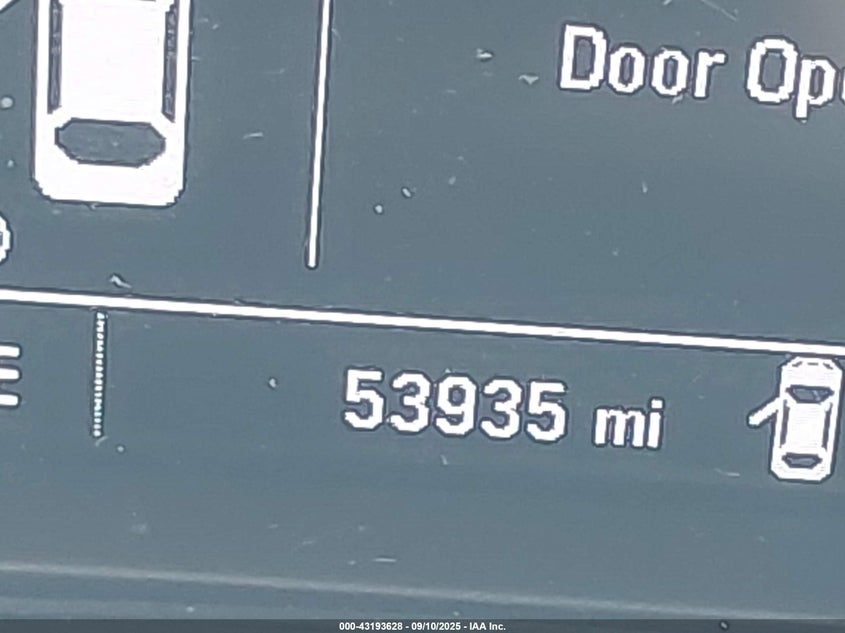 Door Op
53935 mi
000-43193628 - 09/10/2025 - IAA Inc.